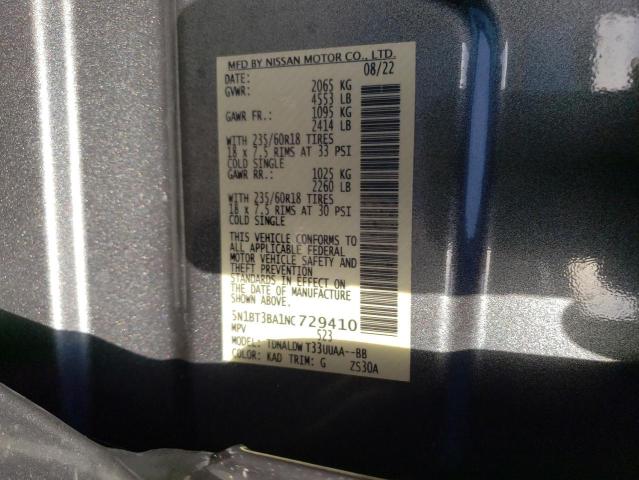 MFD BY NISSAN MOTOR CO., LTD.
DATE: 08/22
GVWR: 2065 KG
4553 LB
GAWR FR.: 1095 KG
2414 LB
WITH 235/60R18 TIRES
18 x 7.5 RIMS AT 33 PSI
COLD SINGLE
GAWR RR.: 1025 KG
2260 LB
WITH 235/60R18 TIRES
18 x 7.5 RIMS AT 30 PSI
COLD SINGLE
THIS VEHICLE CONFORMS TO
ALL APPLICABLE FEDERAL
MOTOR VEHICLE SAFETY AND
THEFT PREVENTION
STANDARDS IN EFFECT ON
THE DATE OF MANUFACTURE
SHOWN ABOVE.
5N1BT3BA1NC729410
MPV 523
MODEL: TDNALDW T33UUAA--BB
COLOR: KAD TRIM: G ZS30A